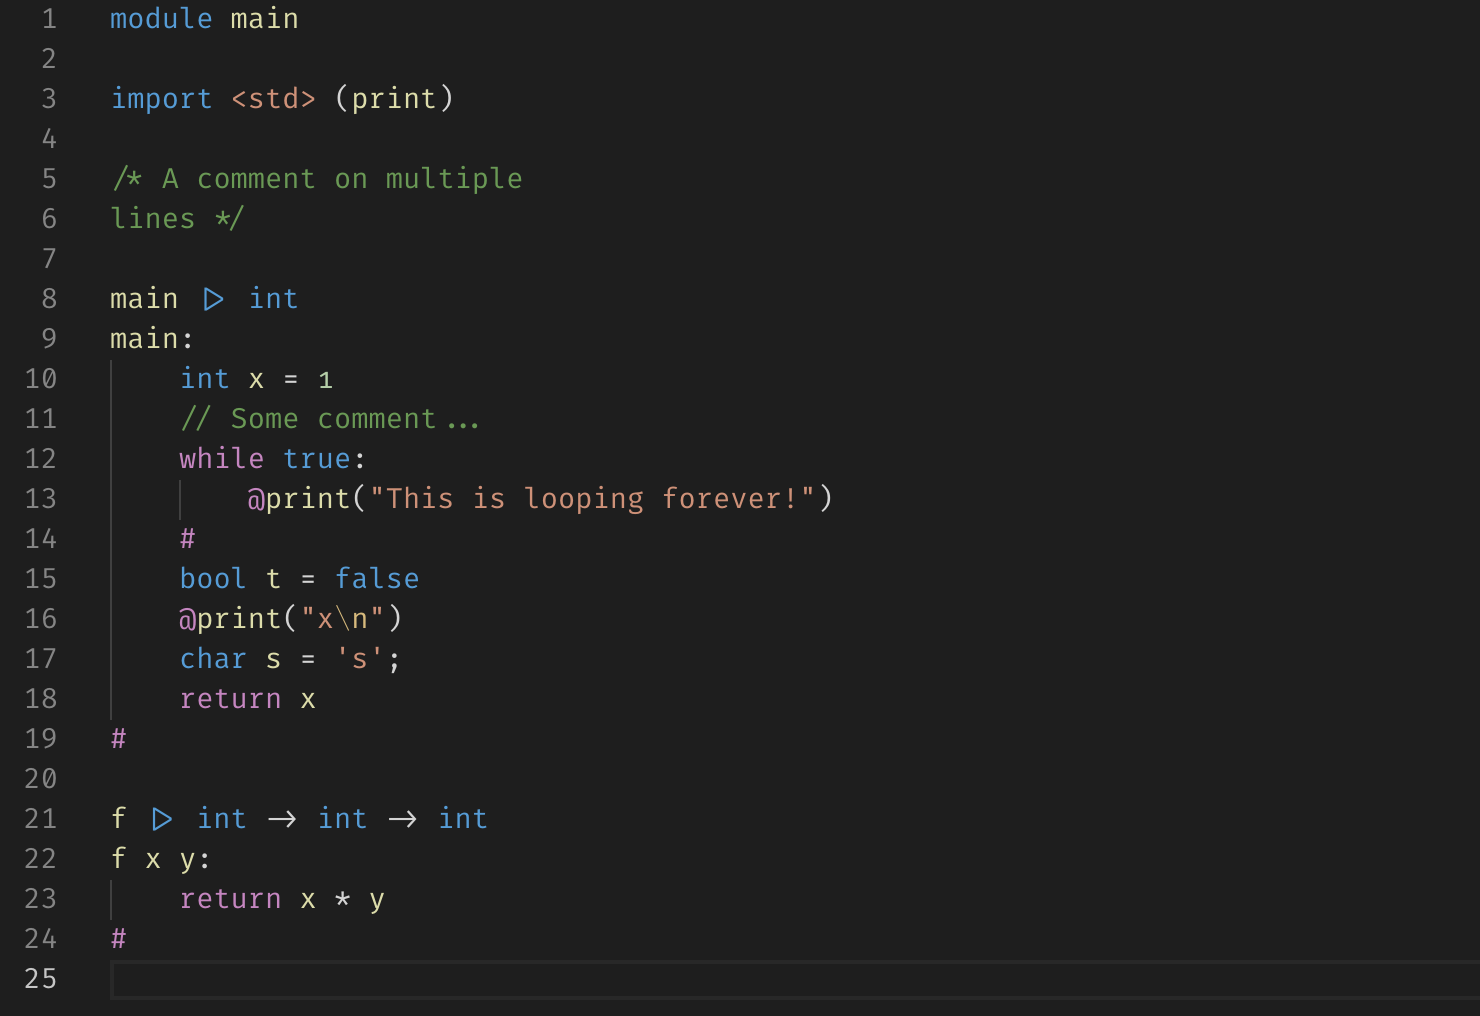 1 module main
2
3 import <std> (print)
4
5 /* A comment on multiple
6 lines */
7
8 main ▷ int
9 main:
10     int x = 1
11     // Some comment...
12     while true:
13         @print("This is looping forever!")
14     #
15     bool t = false
16     @print("x\n")
17     char s = 's';
18     return x
19 #
20
21 f ▷ int → int → int
22 f x y:
23     return x * y
24 #
25